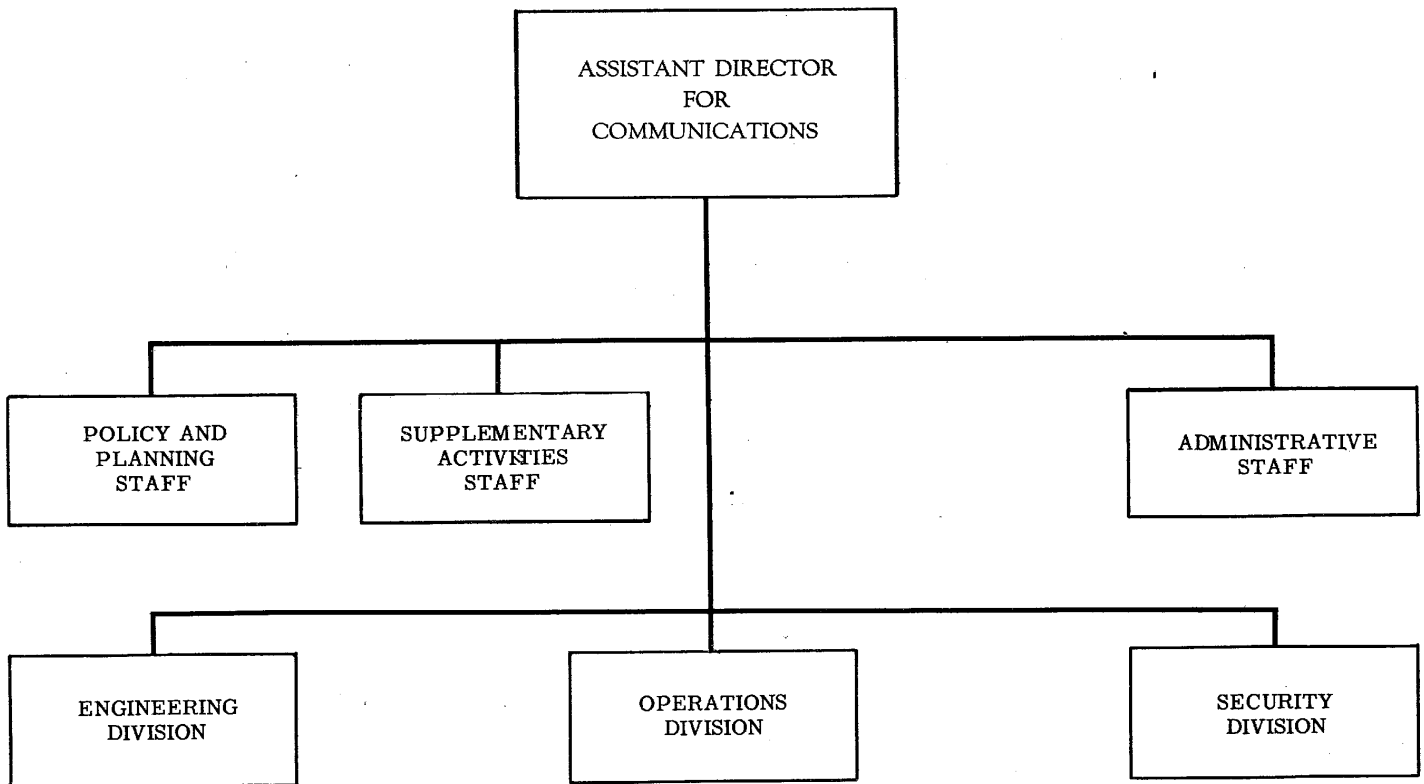 ASSISTANT DIRECTOR
FOR
COMMUNICATIONS
POLICY AND
PLANNING
STAFF
SUPPLEMENTARY
ACTIVITIES
STAFF
ADMINISTRATIVE
STAFF
ENGINEERING
DIVISION
OPERATIONS
DIVISION
SECURITY
DIVISION